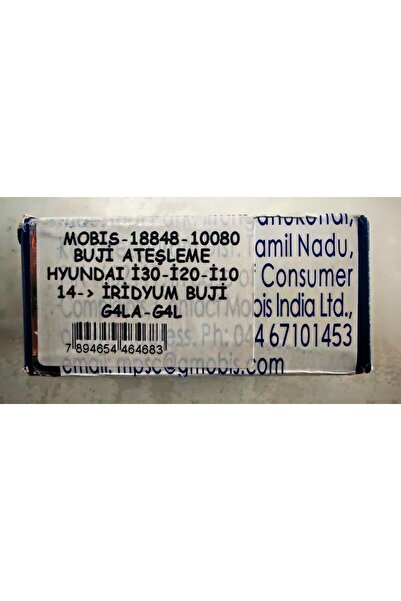 MOBIS-18848-10080
BUJİ ATEŞLEME
HYUNDAI İ30-İ20-İ10
14-> İRİDYUM BUJİ
G4LA-G4L
7 894654 464683
amil Nadu,
Consumer
bis India Ltd.,
4 67101453
email: mpsc@gmobis.com